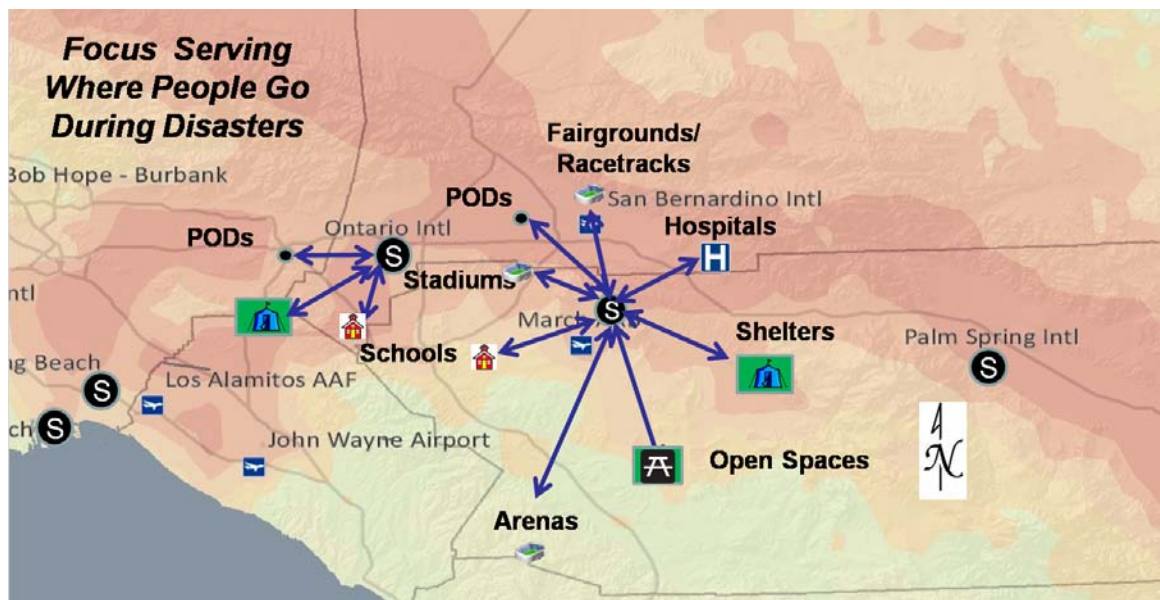 Focus Serving
Where People Go
During Disasters
Bob Hope - Burbank
Fairgrounds/
Racetracks
PODs
San Bernardino Intl
PODs
Ontario Intl
S
Hospitals
H
Stadiums
ntl
S
March
Schools
Shelters
Palm Spring Intl
S
ng Beach
S
Los Alamitos AAF
ch
S
John Wayne Airport
Open Spaces
N
Arenas